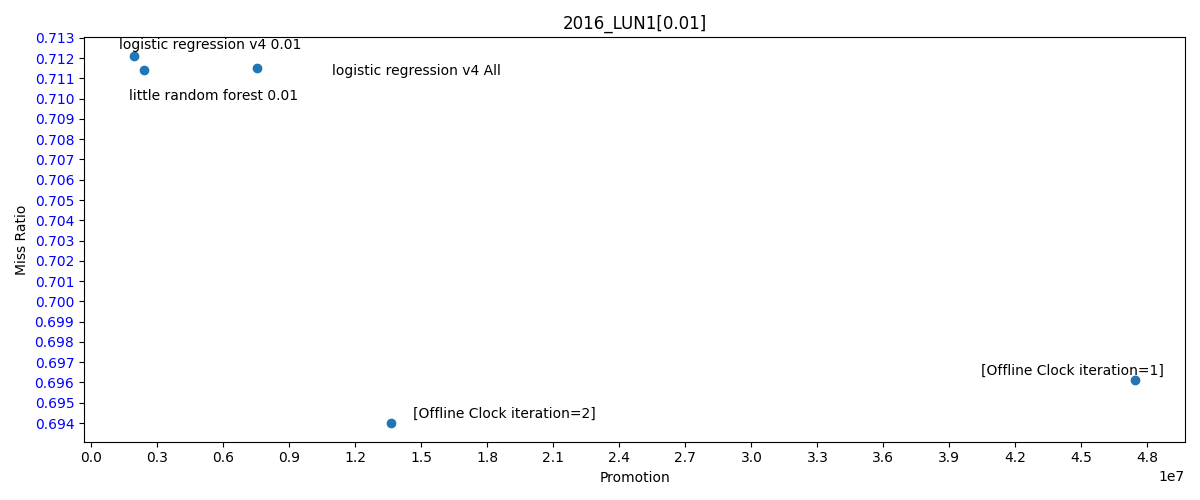 2016_LUN1[0.01]
0.713
0.712
0.711
0.710
0.709
0.708
0.707
0.706
0.705
0.704
0.703
0.702
0.701
0.700
0.699
0.698
0.697
0.696
0.695
0.694
Miss Ratio
logistic regression v4 0.01
logistic regression v4 All
little random forest 0.01
[Offline Clock iteration=1]
[Offline Clock iteration=2]
0.0 0.3 0.6 0.9 1.2 1.5 1.8 2.1 2.4 2.7 3.0 3.3 3.6 3.9 4.2 4.5 4.8
1e7
Promotion